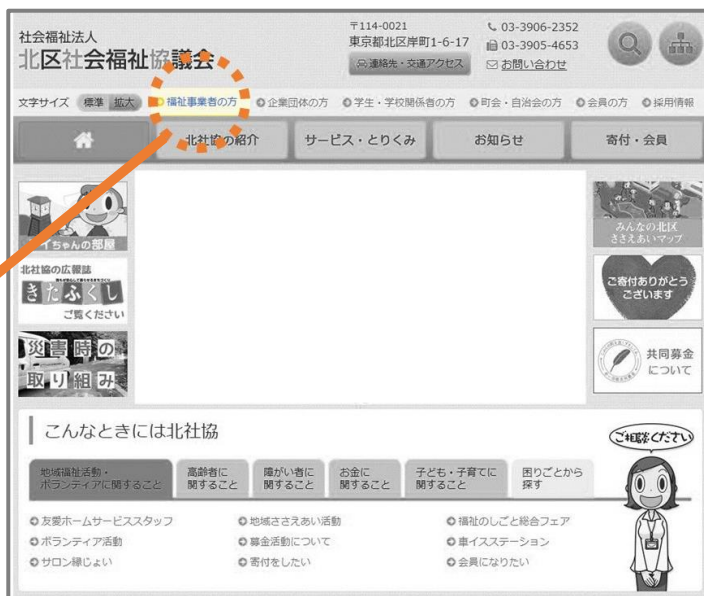 社会福祉法人
北区社会福祉協議会
〒114-0021
東京都北区岸町1-6-17
連絡先・交通アクセス
03-3906-2352
03-3905-4653
お問い合わせ
文字サイズ 標準 拡大
福祉事業者の方 企業団体の方 学生・学校関係者の方 町会・自治会の方 会員の方 採用情報
北社協の紹介 サービス・とりくみ お知らせ 寄付・会員
イちゃんの部屋
北社協の広報誌
きたふくし
ご覧ください
災害時の
取り組み
みんなの北区
ささえあいマップ
ご寄付ありがとう
ございます
共同募金
について
こんなときには北社協
ご相談ください
地域福祉活動・
ボランティアに関すること
高齢者に
関すること
障がい者に
関すること
お金に
関すること
子ども・子育てに
関すること
困りごとから
探す
友愛ホームサービススタッフ 地域ささえあい活動 福祉のしごと総合フェア
ボランティア活動 募金活動について 車イスステーション
サロン縁じょい 寄付をしたい 会員になりたい